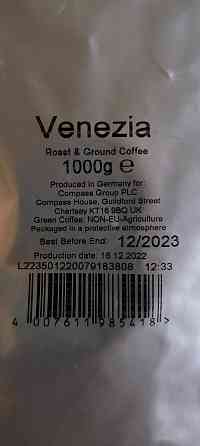 Venezia
Roast & Ground Coffee
1000g ℮
Produced in Germany for:
Compass Group PLC
Compass House, Guildford Street
Chertsey KT16 9BQ UK
Green Coffee: NON-EU-Agriculture
Packaged in a protective atmosphere
Best Before End: 12/2023
Production date: 16.12.2022
L223501220079183808 12:33
4 007611 985418 >